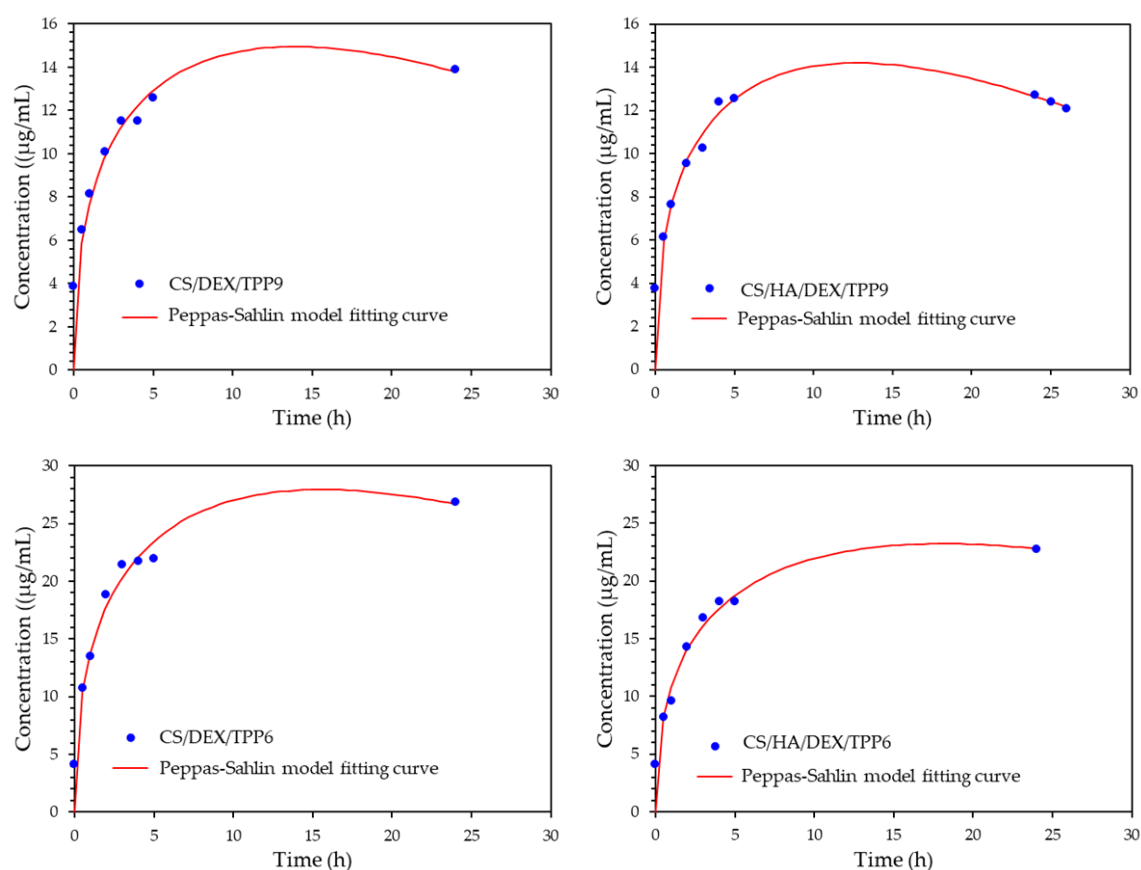 Concentration ((µg/mL)
16
14
12
10
8
6
4
2
0
CS/DEX/TPP9
Peppas-Sahlin model fitting curve
0 5 10 15 20 25 30
Time (h)
Concentration (µg/mL)
16
14
12
10
8
6
4
2
0
CS/HA/DEX/TPP9
Peppas-Sahlin model fitting curve
0 5 10 15 20 25 30
Time (h)
Concentration ((µg/mL)
30
25
20
15
10
5
0
CS/DEX/TPP6
Peppas-Sahlin model fitting curve
0 5 10 15 20 25 30
Time (h)
Concentration (µg/mL)
30
25
20
15
10
5
0
CS/HA/DEX/TPP6
Peppas-Sahlin model fitting curve
0 5 10 15 20 25 30
Time (h)